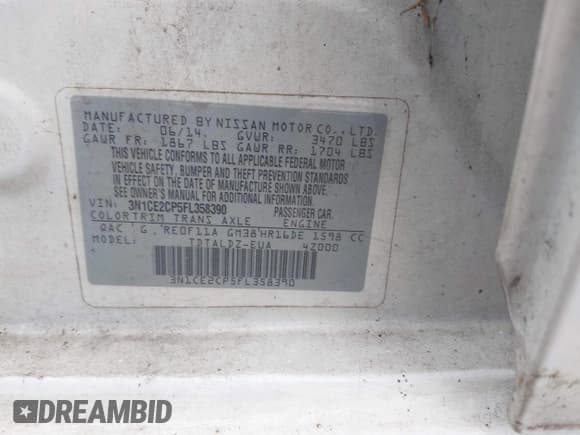 MANUFACTURED BY NISSAN MOTOR CO., LTD.
DATE: 06/14. GVWR: 3470 LBS
GAWR FR: 1867 LBS GAWR RR: 1704 LBS
THIS VEHICLE CONFORMS TO ALL APPLICABLE FEDERAL MOTOR
VEHICLE SAFETY, BUMPER AND THEFT PREVENTION STANDARDS
IN EFFECT ON THE DATE OF MANUFACTURE SHOWN ABOVE.
SEE OWNER'S MANUAL FOR ADDITIONAL INFORMATION.
VIN: 3N1CE2CP5FL358390 PASSENGER CAR.
COLOR TRIM TRANS AXLE ENGINE
QAC G RE0F11A GM38 HR16DE 1598 CC
MODEL: TDTALDZ-EUA 42000
3N1CE2CP5FL358390
DREAMBID